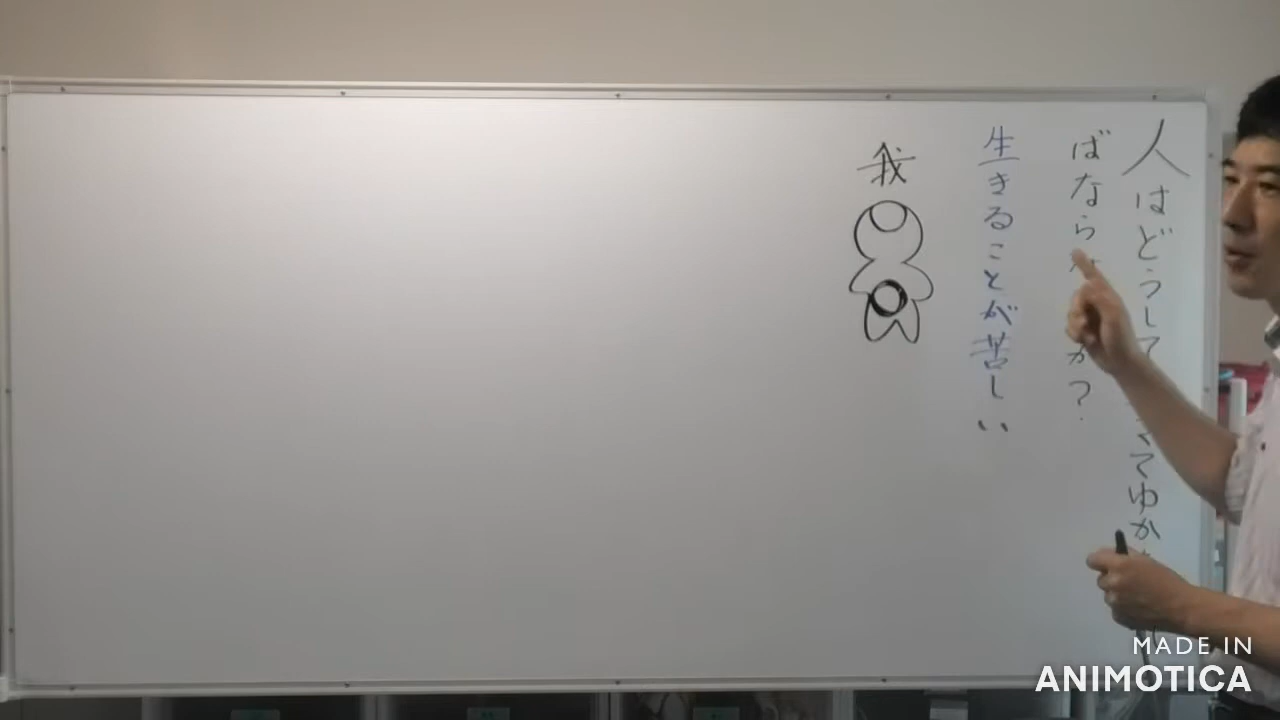 人はどうして きてゆか
ばなら か？
生きることが苦しい
我
MADE IN
ANIMOTICA